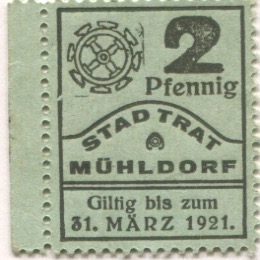 2
Pfennig
STADTRAT
MÜHLDORF
Giltig bis zum
31. MÄRZ 1921.